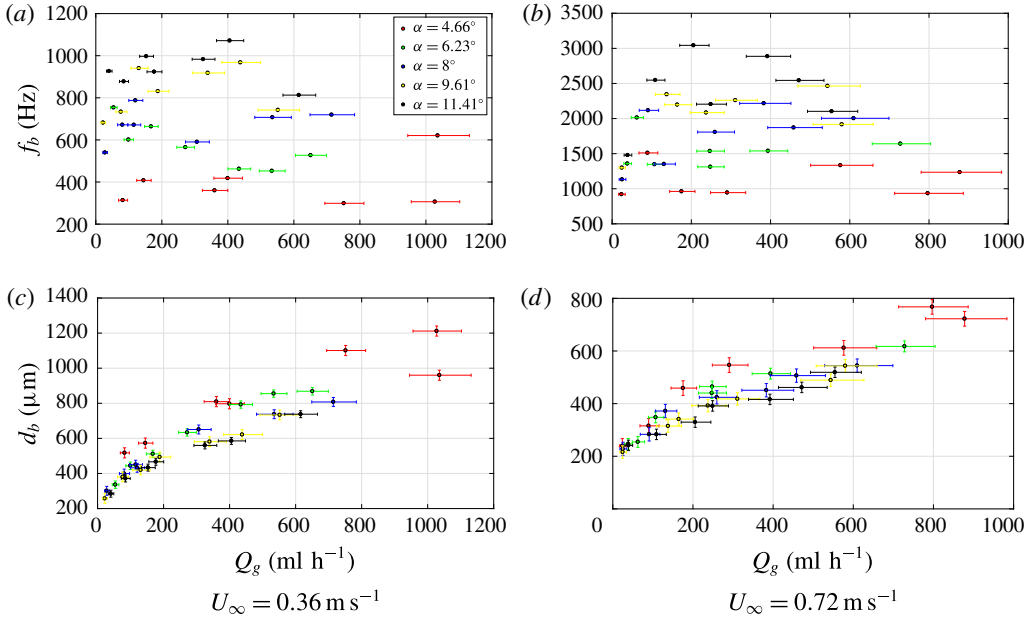 (a)
1200
1000
800
600
400
200
f_b (Hz)
0 200 400 600 800 1000 1200
α = 4.66°
α = 6.23°
α = 8°
α = 9.61°
α = 11.41°
(b)
3500
3000
2500
2000
1500
1000
500
0 200 400 600 800 1000
(c)
1400
1200
1000
800
600
400
200
d_b (μm)
0 200 400 600 800 1000 1200
Q_g (ml h⁻¹)
U_∞ = 0.36 m s⁻¹
(d)
800
600
400
200
0
200 400 600 800 1000
Q_g (ml h⁻¹)
U_∞ = 0.72 m s⁻¹